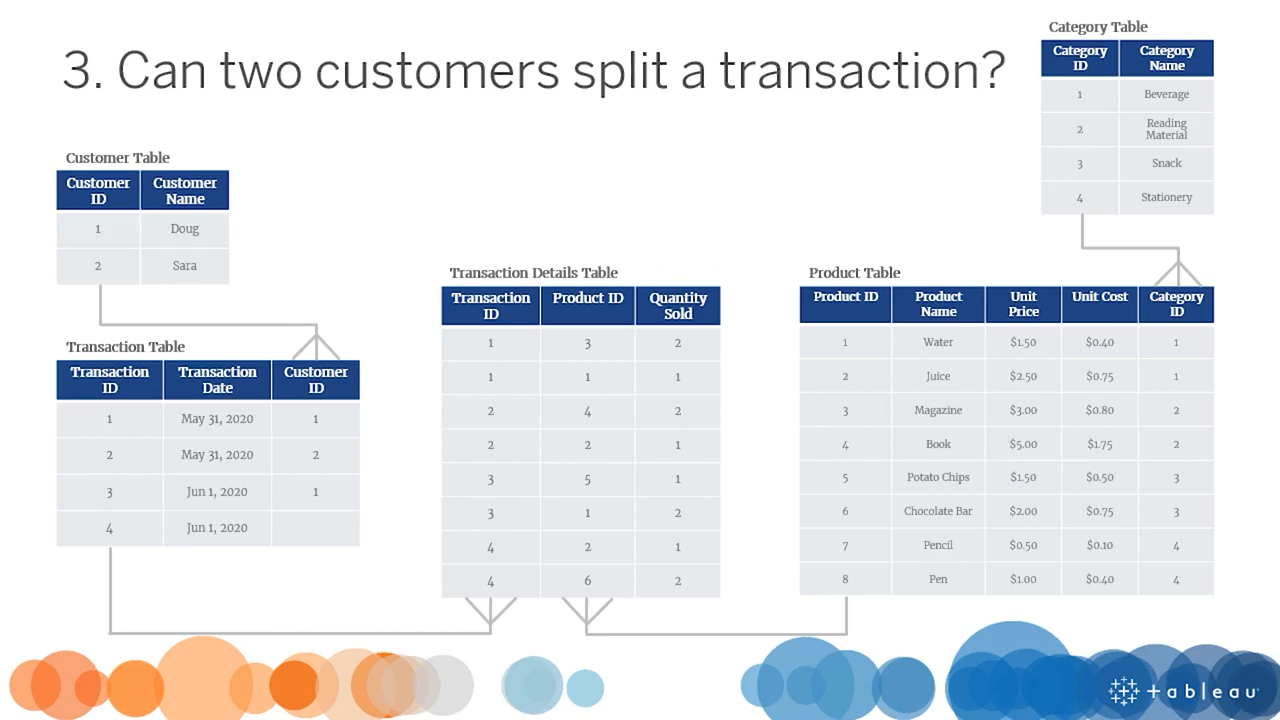 3. Can two customers split a transaction?
Category Table
Category ID | Category Name
1 | Beverage
2 | Reading Material
3 | Snack
4 | Stationery
Customer Table
Customer ID | Customer Name
1 | Doug
2 | Sara
Transaction Table
Transaction ID | Transaction Date | Customer ID
1 | May 31, 2020 | 1
2 | May 31, 2020 | 2
3 | Jun 1, 2020 | 1
4 | Jun 1, 2020 |
Transaction Details Table
Transaction ID | Product ID | Quantity Sold
1 | 3 | 2
1 | 1 | 1
2 | 4 | 2
2 | 2 | 1
3 | 5 | 1
3 | 1 | 2
4 | 2 | 1
4 | 6 | 2
Product Table
Product ID | Product Name | Unit Price | Unit Cost | Category ID
1 | Water | $1.50 | $0.40 | 1
2 | Juice | $2.50 | $0.75 | 1
3 | Magazine | $3.00 | $0.80 | 2
4 | Book | $5.00 | $1.75 | 2
5 | Potato Chips | $1.50 | $0.50 | 3
6 | Chocolate Bar | $2.00 | $0.75 | 3
7 | Pencil | $0.50 | $0.10 | 4
8 | Pen | $1.00 | $0.40 | 4
tableau